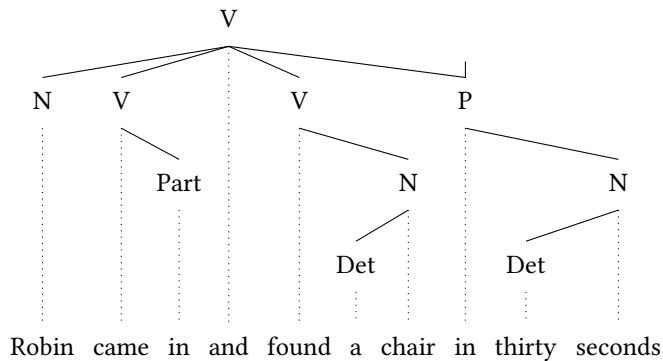 V
N V V P
Part N N
Det Det
Robin came in and found a chair in thirty seconds